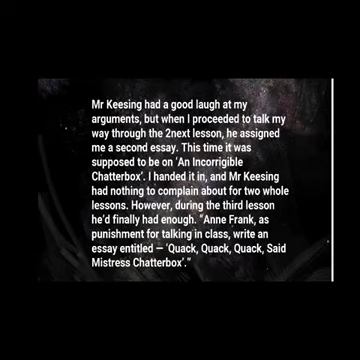 Mr Keesing had a good laugh at my
arguments, but when I proceeded to talk my
way through the 2next lesson, he assigned
me a second essay. This time it was
supposed to be on ‘An Incorrigible
Chatterbox’. I handed it in, and Mr Keesing
had nothing to complain about for two whole
lessons. However, during the third lesson
he’d finally had enough. “Anne Frank, as
punishment for talking in class, write an
essay entitled — ‘Quack, Quack, Quack, Said
Mistress Chatterbox’.”